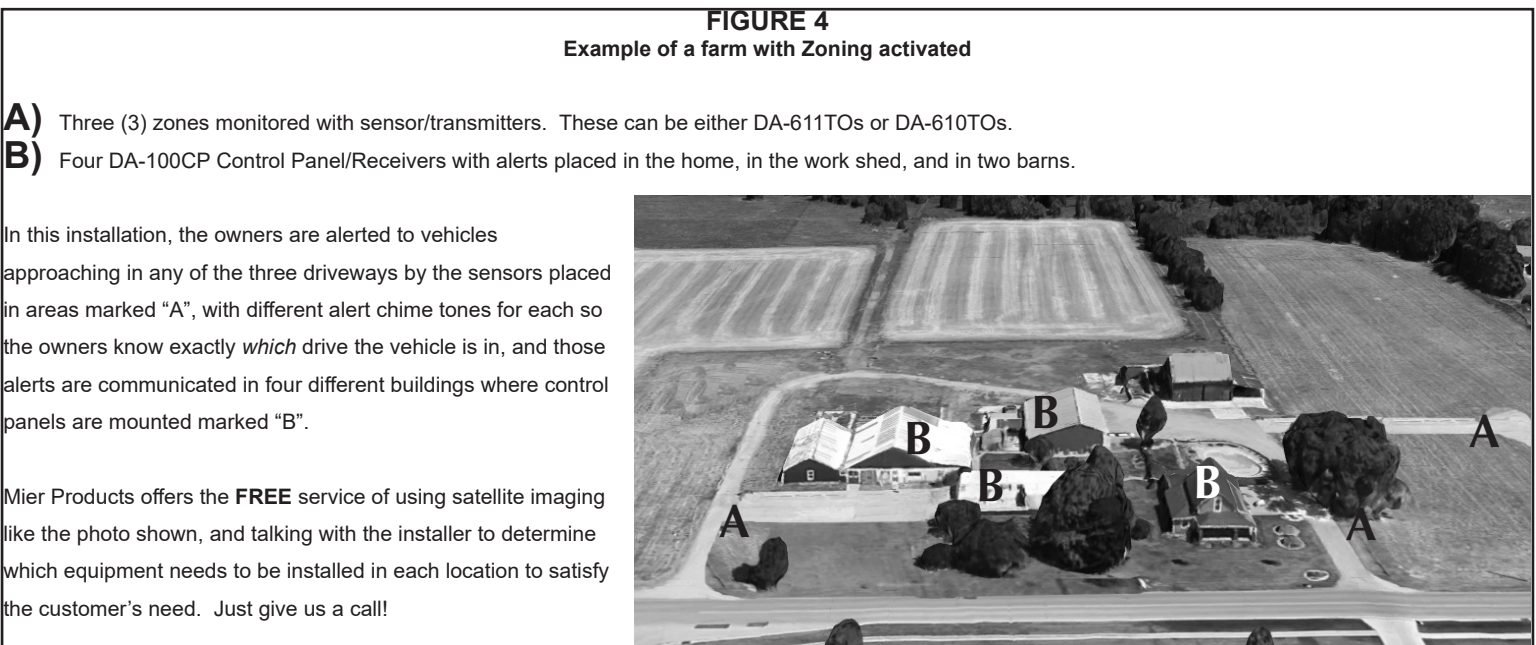 FIGURE 4
Example of a farm with Zoning activated
A) Three (3) zones monitored with sensor/transmitters. These can be either DA-611TOs or DA-610TOs.
B) Four DA-100CP Control Panel/Receivers with alerts placed in the home, in the work shed, and in two barns.
In this installation, the owners are alerted to vehicles
approaching in any of the three driveways by the sensors placed
in areas marked “A”, with different alert chime tones for each so
the owners know exactly which drive the vehicle is in, and those
alerts are communicated in four different buildings where control
panels are mounted marked “B”.
Mier Products offers the FREE service of using satellite imaging
like the photo shown, and talking with the installer to determine
which equipment needs to be installed in each location to satisfy
the customer’s need. Just give us a call!
B
B
A
B
B
A
A